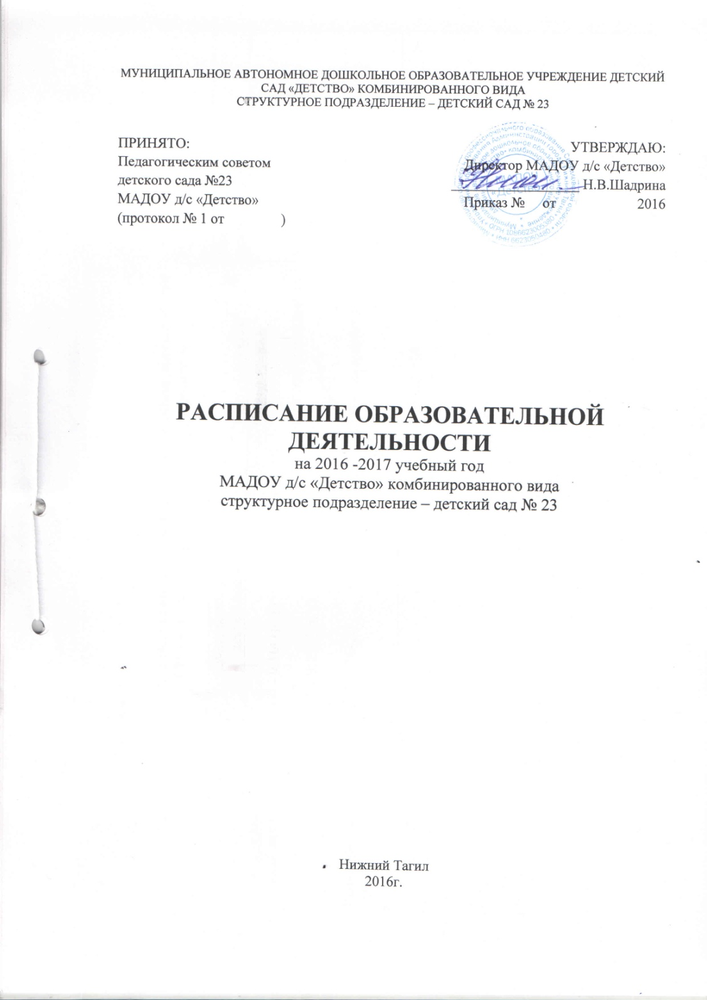 МУНИЦИПАЛЬНОЕ АВТОНОМНОЕ ДОШКОЛЬНОЕ ОБРАЗОВАТЕЛЬНОЕ УЧРЕЖДЕНИЕ ДЕТСКИЙ
САД «ДЕТСТВО» КОМБИНИРОВАННОГО ВИДА
СТРУКТУРНОЕ ПОДРАЗДЕЛЕНИЕ – ДЕТСКИЙ САД № 23
ПРИНЯТО:
Педагогическим советом
детского сада №23
МАДОУ д/с «Детство»
(протокол № 1 от )
УТВЕРЖДАЮ:
Директор МАДОУ д/с «Детство»
Н.В.Шадрина
Приказ № от 2016
РАСПИСАНИЕ ОБРАЗОВАТЕЛЬНОЙ
ДЕЯТЕЛЬНОСТИ
на 2016 -2017 учебный год
МАДОУ д/с «Детство» комбинированного вида
структурное подразделение – детский сад № 23
Нижний Тагил
2016г.